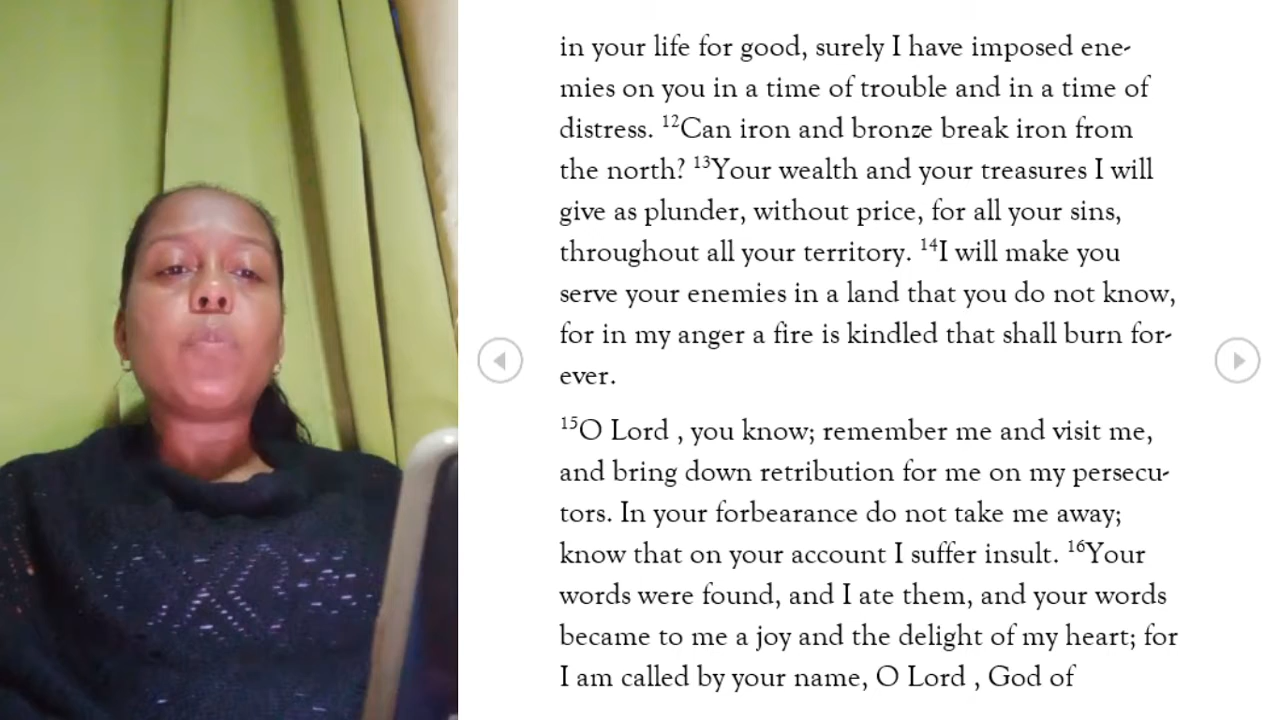 in your life for good, surely I have imposed ene-
mies on you in a time of trouble and in a time of
distress. 12Can iron and bronze break iron from
the north? 13Your wealth and your treasures I will
give as plunder, without price, for all your sins,
throughout all your territory. 14I will make you
serve your enemies in a land that you do not know,
for in my anger a fire is kindled that shall burn for-
ever.
15O Lord , you know; remember me and visit me,
and bring down retribution for me on my persecu-
tors. In your forbearance do not take me away;
know that on your account I suffer insult. 16Your
words were found, and I ate them, and your words
became to me a joy and the delight of my heart; for
I am called by your name, O Lord , God of